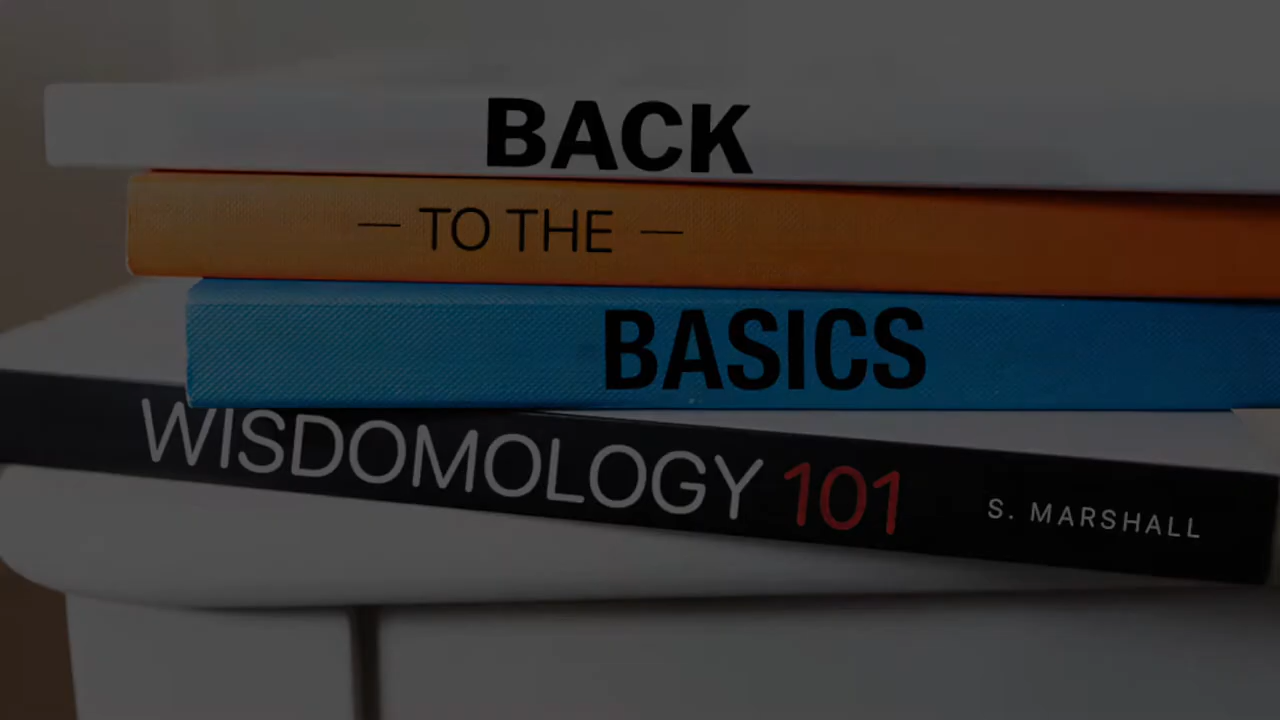 BACK
— TO THE —
BASICS
WISDOMOLOGY 101 S. MARSHALL